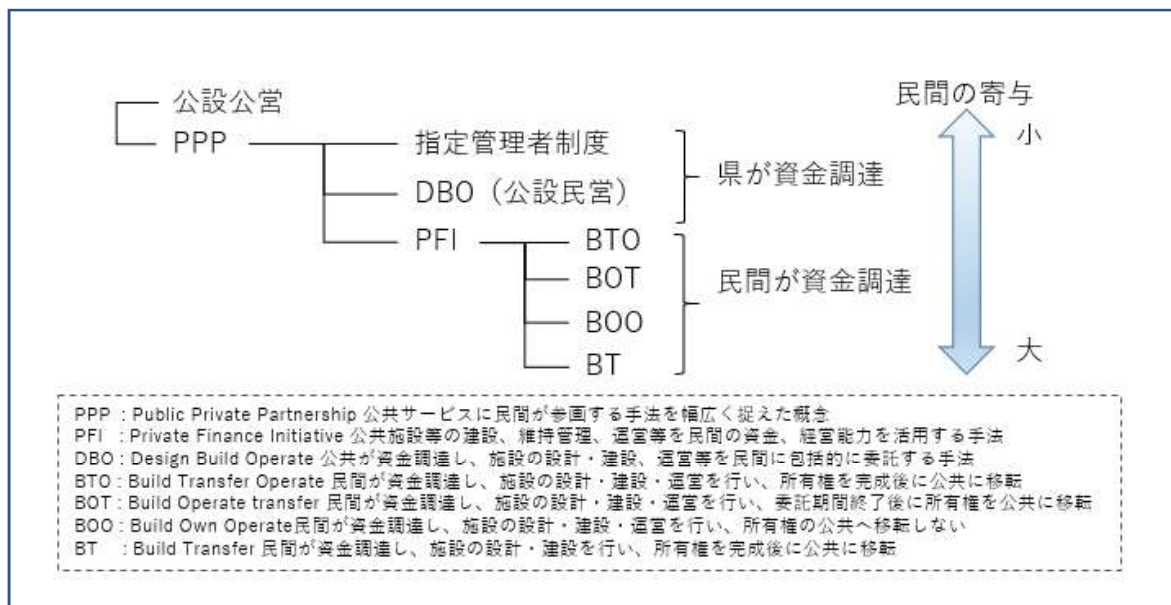 公設公営
民間の寄与
PPP
指定管理者制度
小
県が資金調達
DBO（公設民営）
PFI
BTO
BOT
民間が資金調達
BOO
大
BT
PPP : Public Private Partnership 公共サービスに民間が参画する手法を幅広く捉えた概念
PFI : Private Finance Initiative 公共施設等の建設、維持管理、運営等を民間の資金、経営能力を活用する手法
DBO : Design Build Operate 公共が資金調達し、施設の設計・建設、運営等を民間に包括的に委託する手法
BTO : Build Transfer Operate 民間が資金調達し、施設の設計・建設・運営を行い、所有権を完成後に公共に移転
BOT : Build Operate transfer 民間が資金調達し、施設の設計・建設・運営を行い、委託期間終了後に所有権を公共に移転
BOO : Build Own Operate民間が資金調達し、施設の設計・建設・運営を行い、所有権の公共へ移転しない
BT : Build Transfer 民間が資金調達し、施設の設計・建設を行い、所有権を完成後に公共に移転